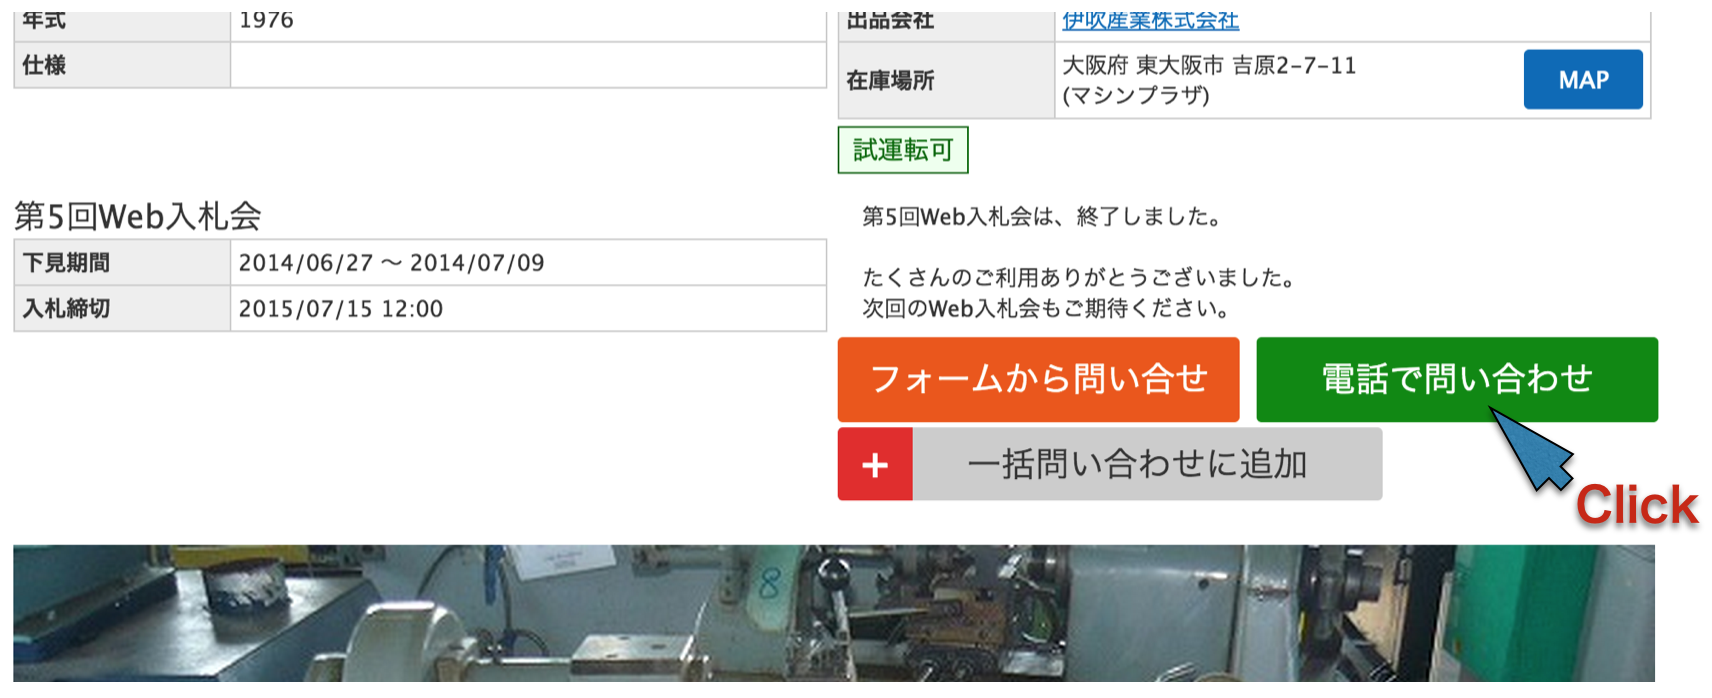 年式 1976
仕様
出品会社 伊吹産業株式会社
在庫場所 大阪府 東大阪市 吉原2-7-11
(マシンプラザ)
MAP
試運転可
第5回Web入札会
下見期間 2014/06/27 ～ 2014/07/09
入札締切 2015/07/15 12:00
第5回Web入札会は、終了しました。
たくさんのご利用ありがとうございました。
次回のWeb入札会もご期待ください。
フォームから問い合せ
電話で問い合わせ
+ 一括問い合わせに追加
Click
8